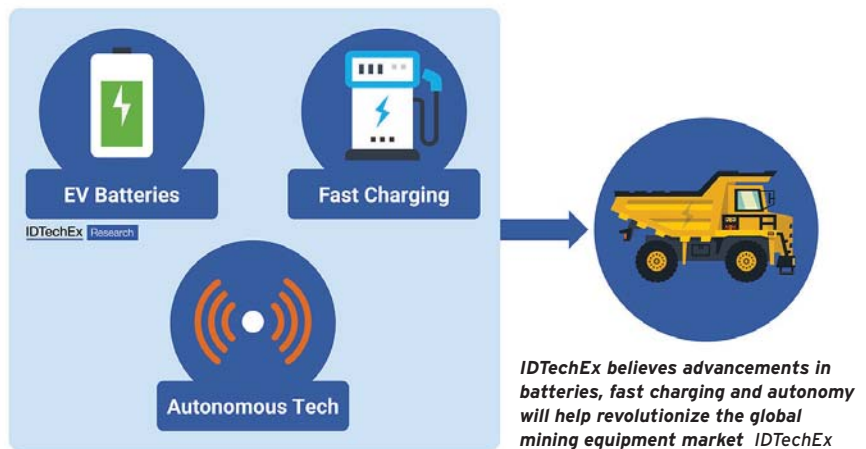 EV Batteries
Fast Charging
IDTechEx Research
Autonomous Tech
IDTechEx believes advancements in
batteries, fast charging and autonomy
will help revolutionize the global
mining equipment market IDTechEx